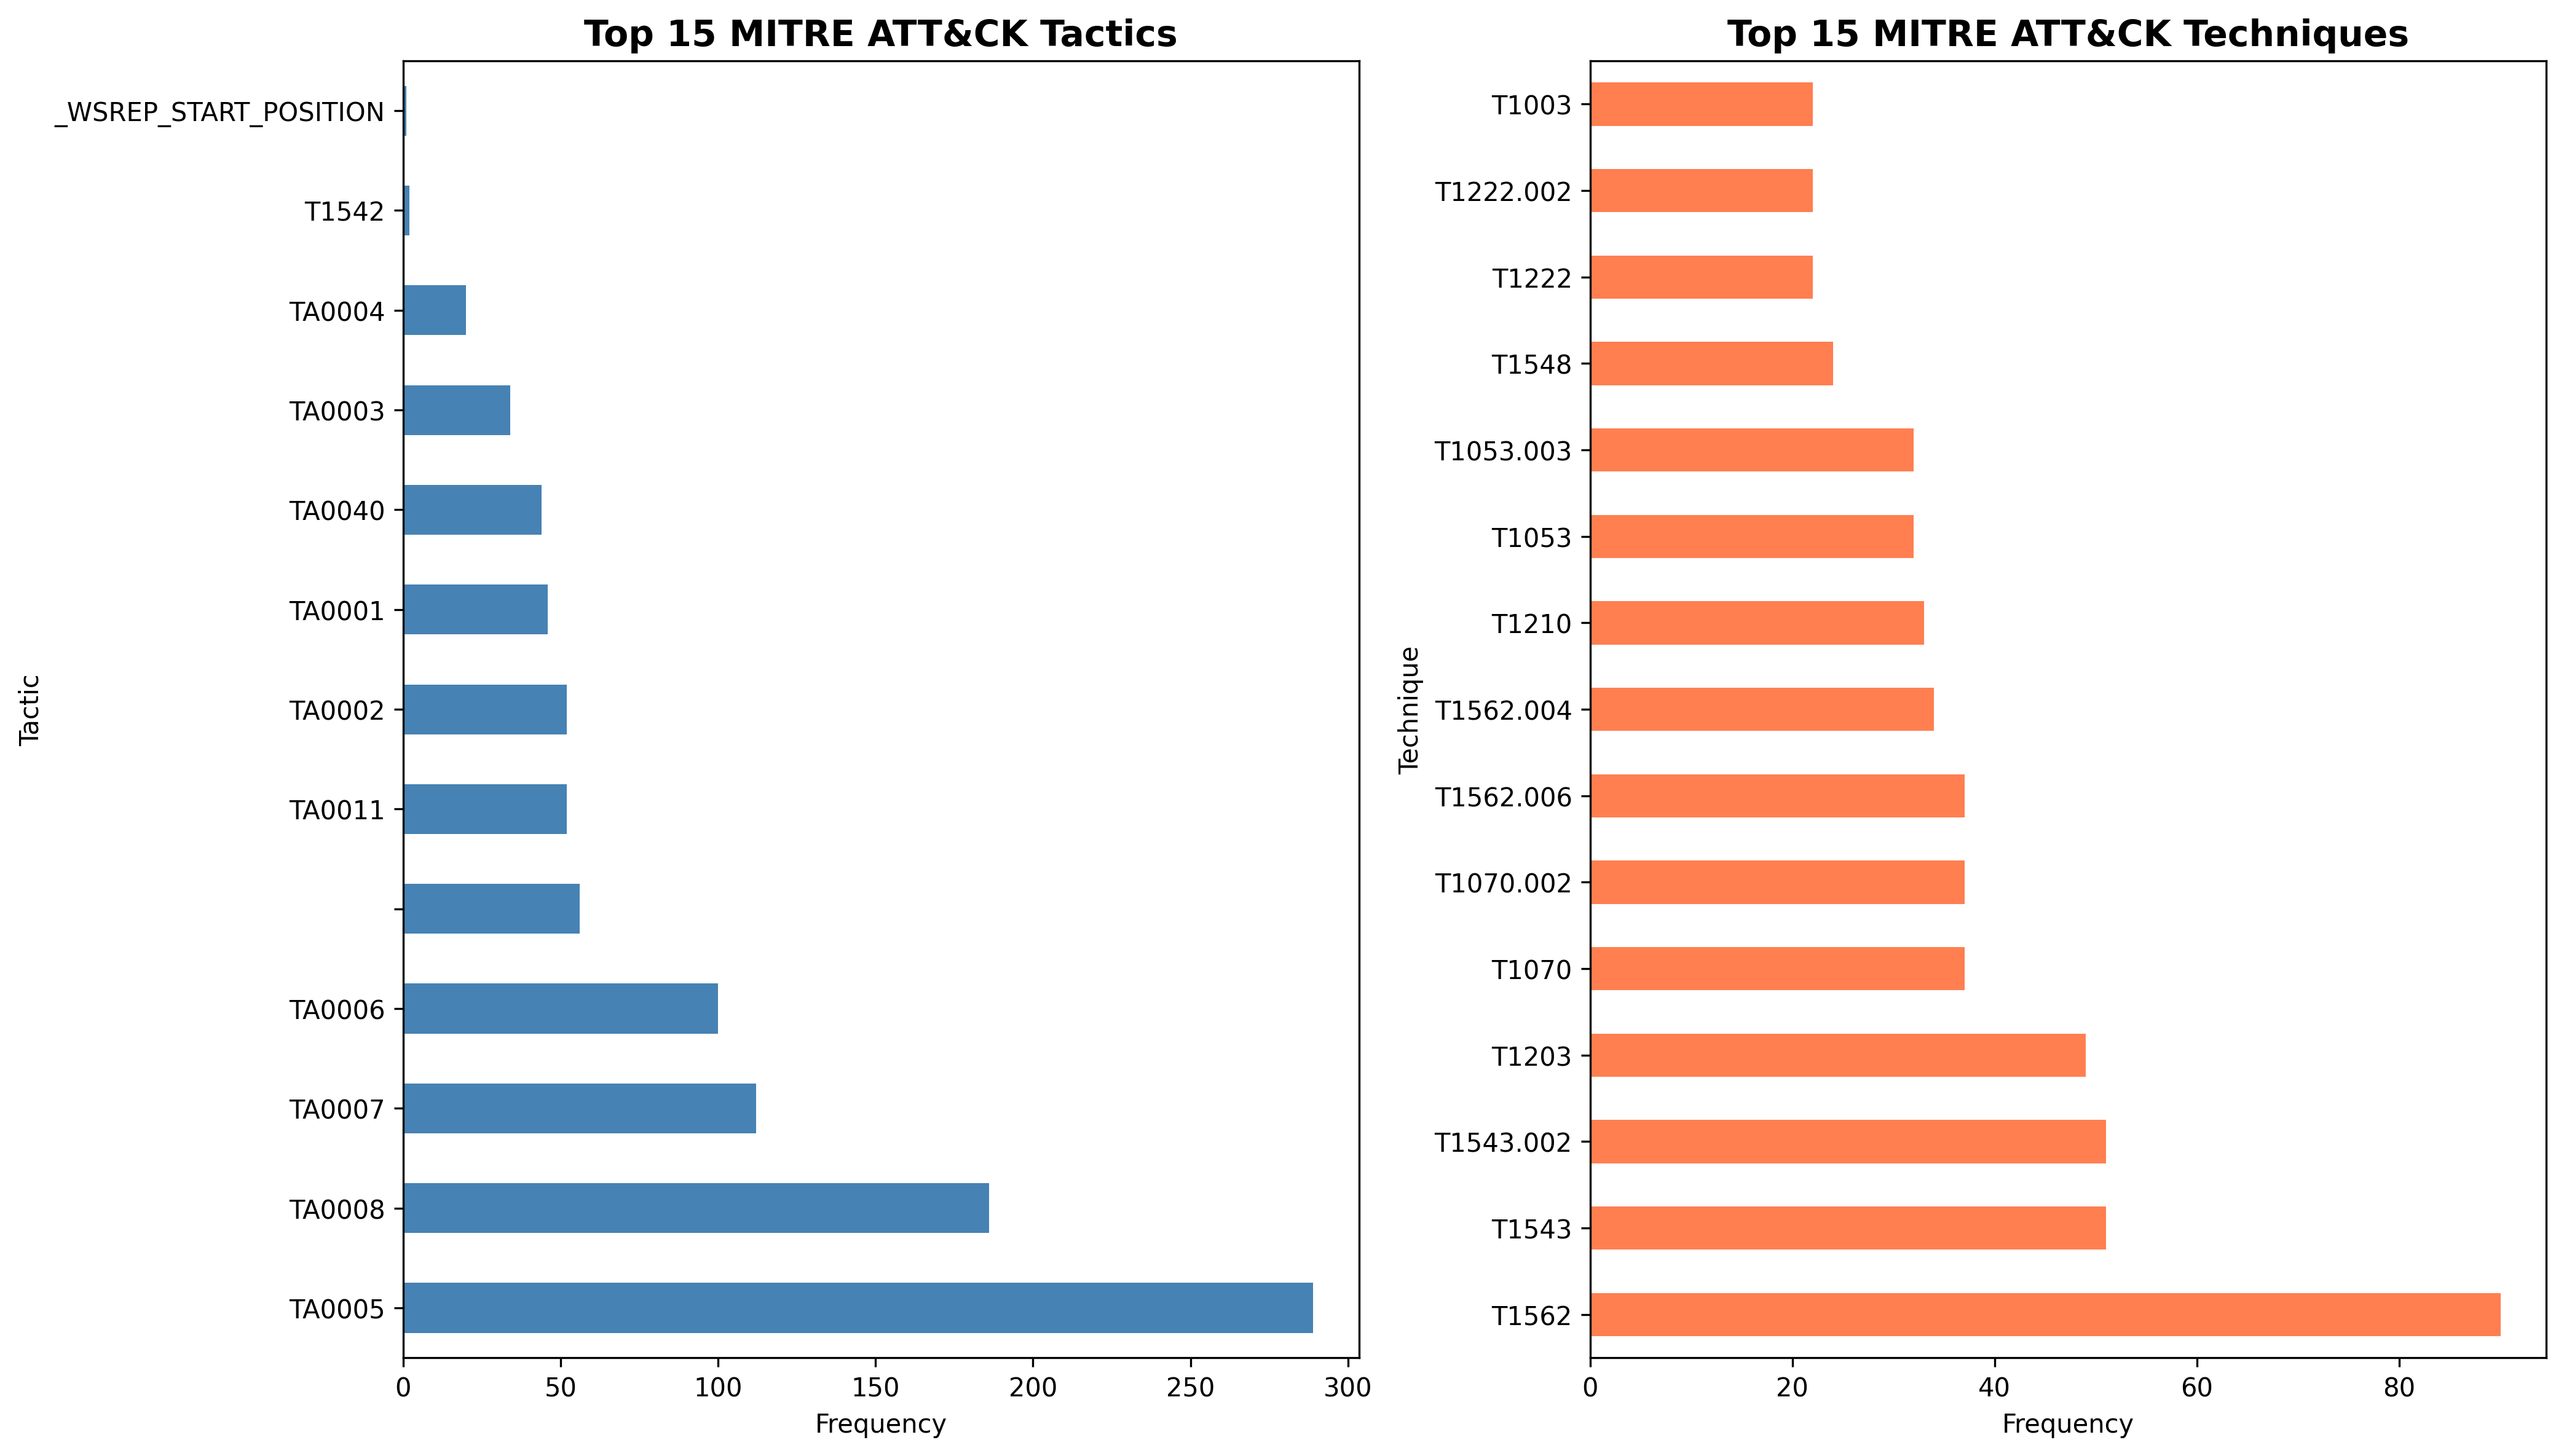 Top 15 MITRE ATT&CK Tactics
_WSREP_START_POSITION
T1542
TA0004
TA0003
TA0040
TA0001
TA0002
TA0011
TA0006
TA0007
TA0008
TA0005
Tactic
0 50 100 150 200 250 300
Frequency
Top 15 MITRE ATT&CK Techniques
T1003
T1222.002
T1222
T1548
T1053.003
T1053
T1210
T1562.004
T1562.006
T1070.002
T1070
T1203
T1543.002
T1543
T1562
Technique
0 20 40 60 80
Frequency